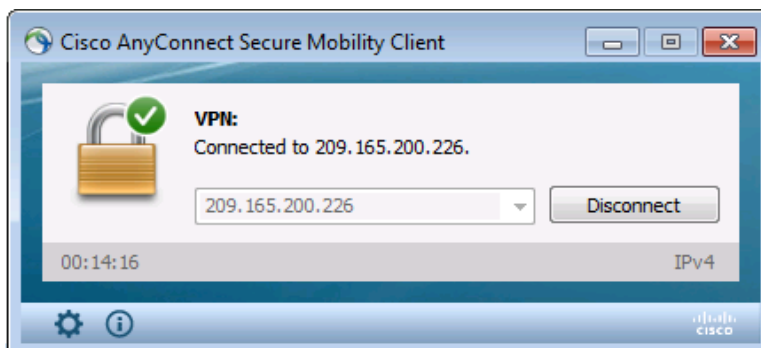 Cisco AnyConnect Secure Mobility Client
VPN:
Connected to 209.165.200.226.
209.165.200.226
Disconnect
00:14:16
IPv4
CISCO